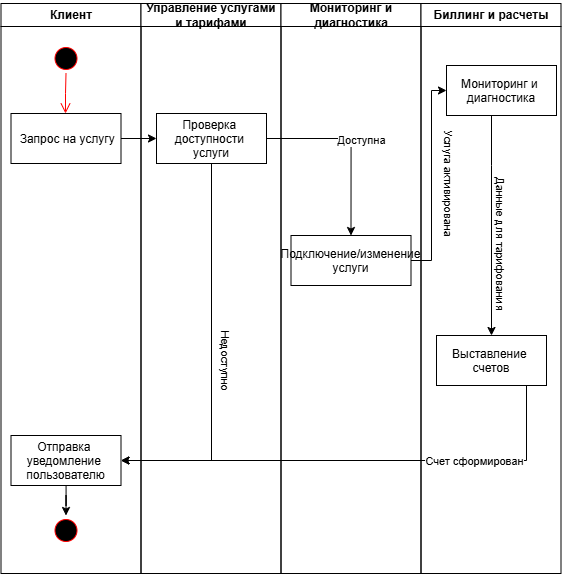 Клиент
Управление услугами
и тарифами
Мониторинг и
диагностика
Биллинг и расчеты
Мониторинг и
диагностика
Запрос на услугу
Проверка
доступности
услуги
Доступна
Услуга активирована
Данные для тарифования
Подключение/изменение
услуги
Недоступно
Выставление
счетов
Отправка
уведомление
пользователю
Счет сформирован